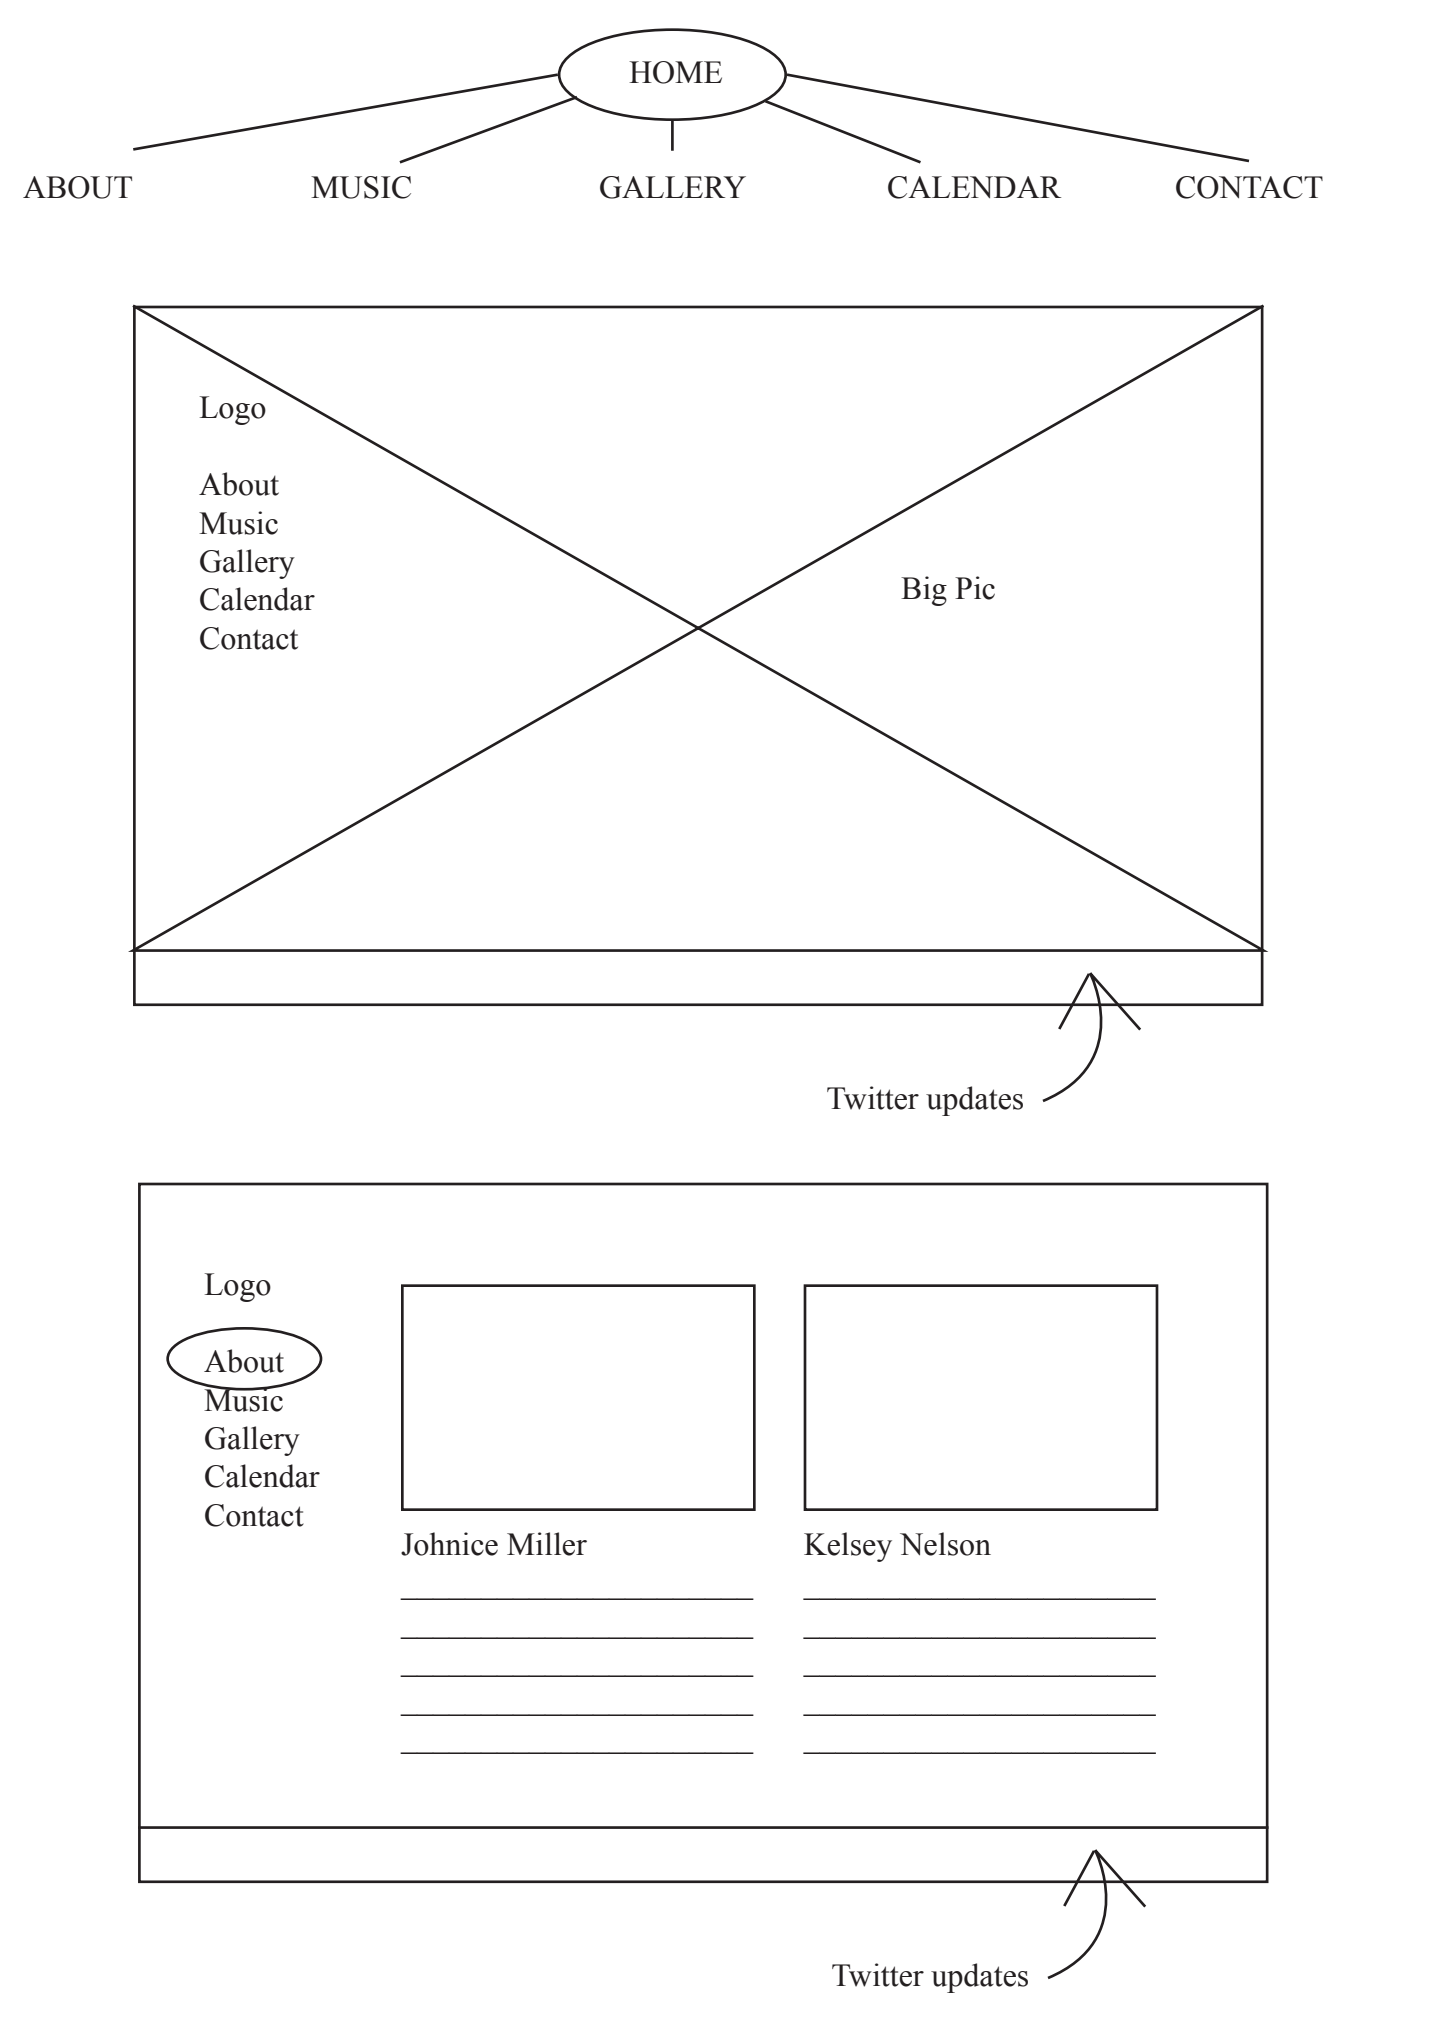 HOME
ABOUT MUSIC GALLERY CALENDAR CONTACT
Logo
About
Music
Gallery
Calendar
Contact
Big Pic
Twitter updates
Logo
About
Music
Gallery
Calendar
Contact
Johnice Miller
Kelsey Nelson
Twitter updates